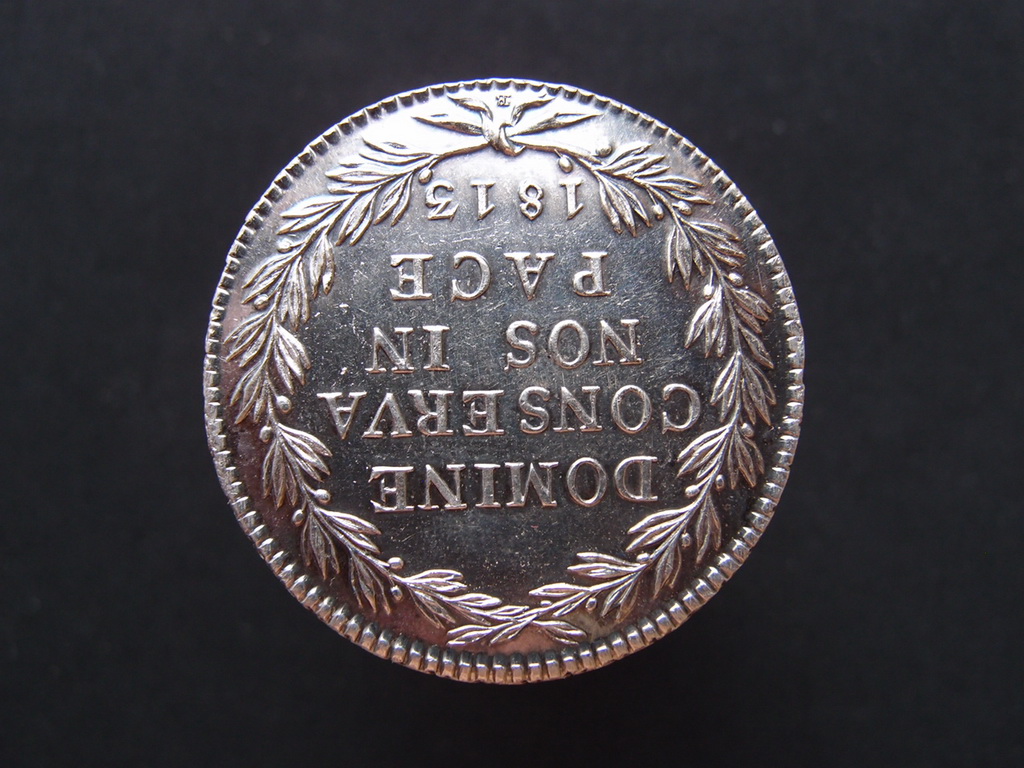 DOMINE
CONSERVA
NOS IN
PACE
1813